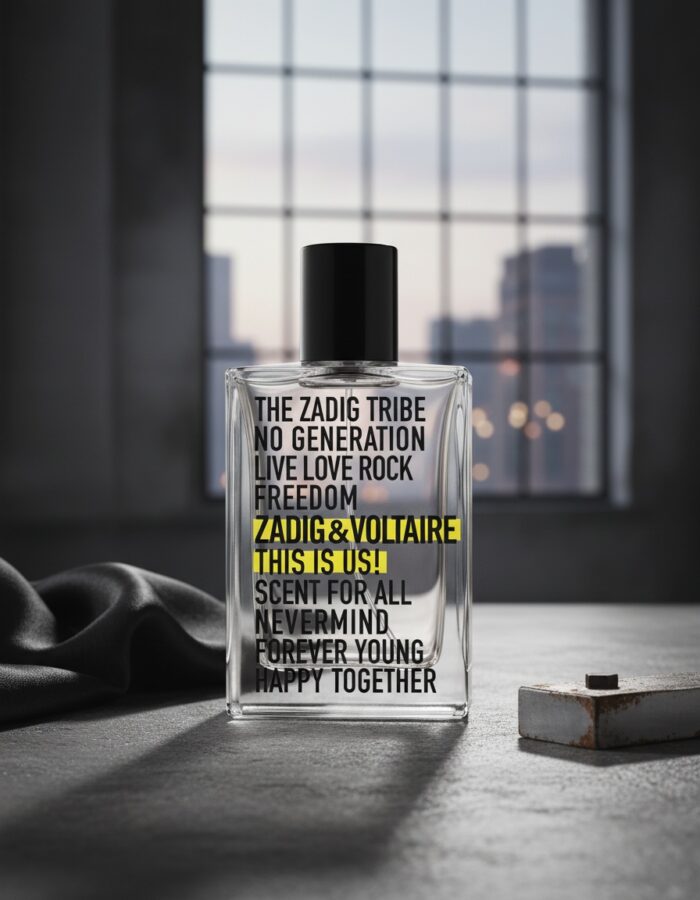 THE ZADIG TRIBE
NO GENERATION
LIVE LOVE ROCK
FREEDOM
ZADIG&VOLTAIRE
THIS IS US!
SCENT FOR ALL
NEVERMIND
FOREVER YOUNG
HAPPY TOGETHER